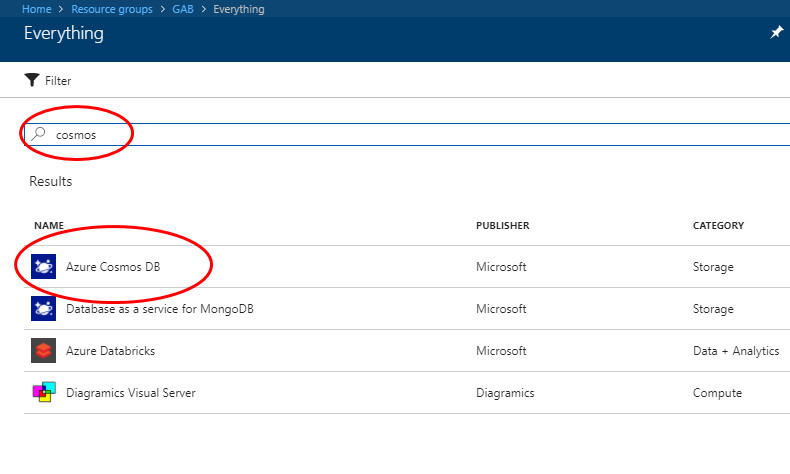 Home > Resource groups > GAB > Everything
Everything
Filter
cosmos
Results
NAME PUBLISHER CATEGORY
Azure Cosmos DB Microsoft Storage
Database as a service for MongoDB Microsoft Storage
Azure Databricks Microsoft Data + Analytics
Diagramics Visual Server Diagramics Compute